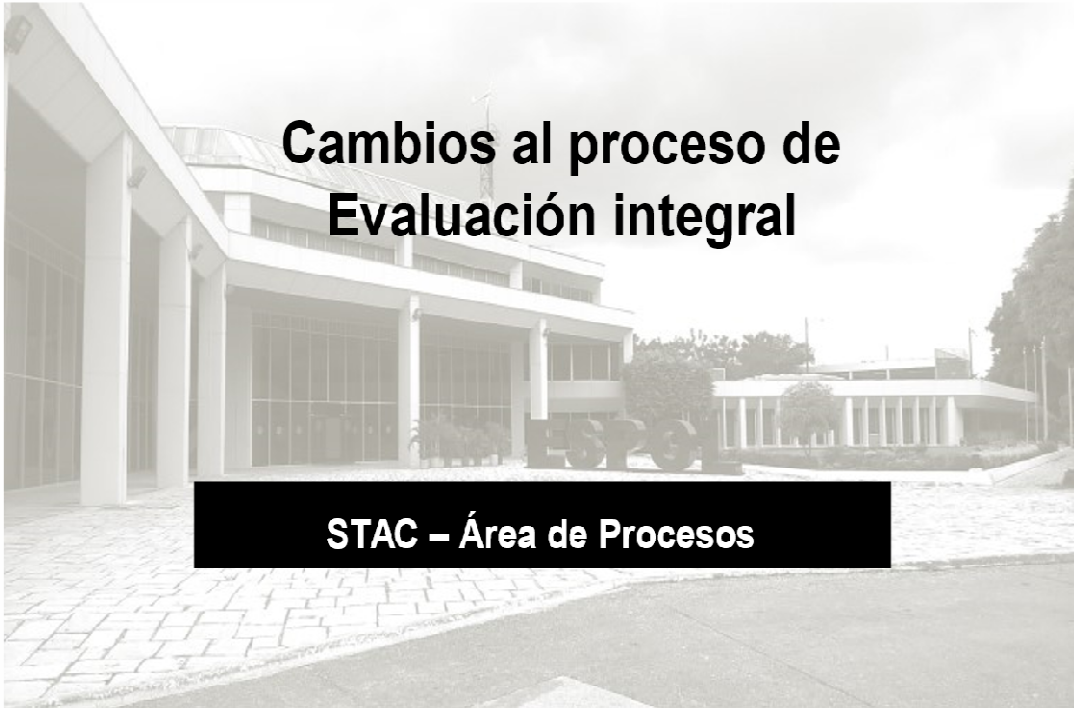 Cambios al proceso de
Evaluación integral
ESPOL
STAC – Área de Procesos